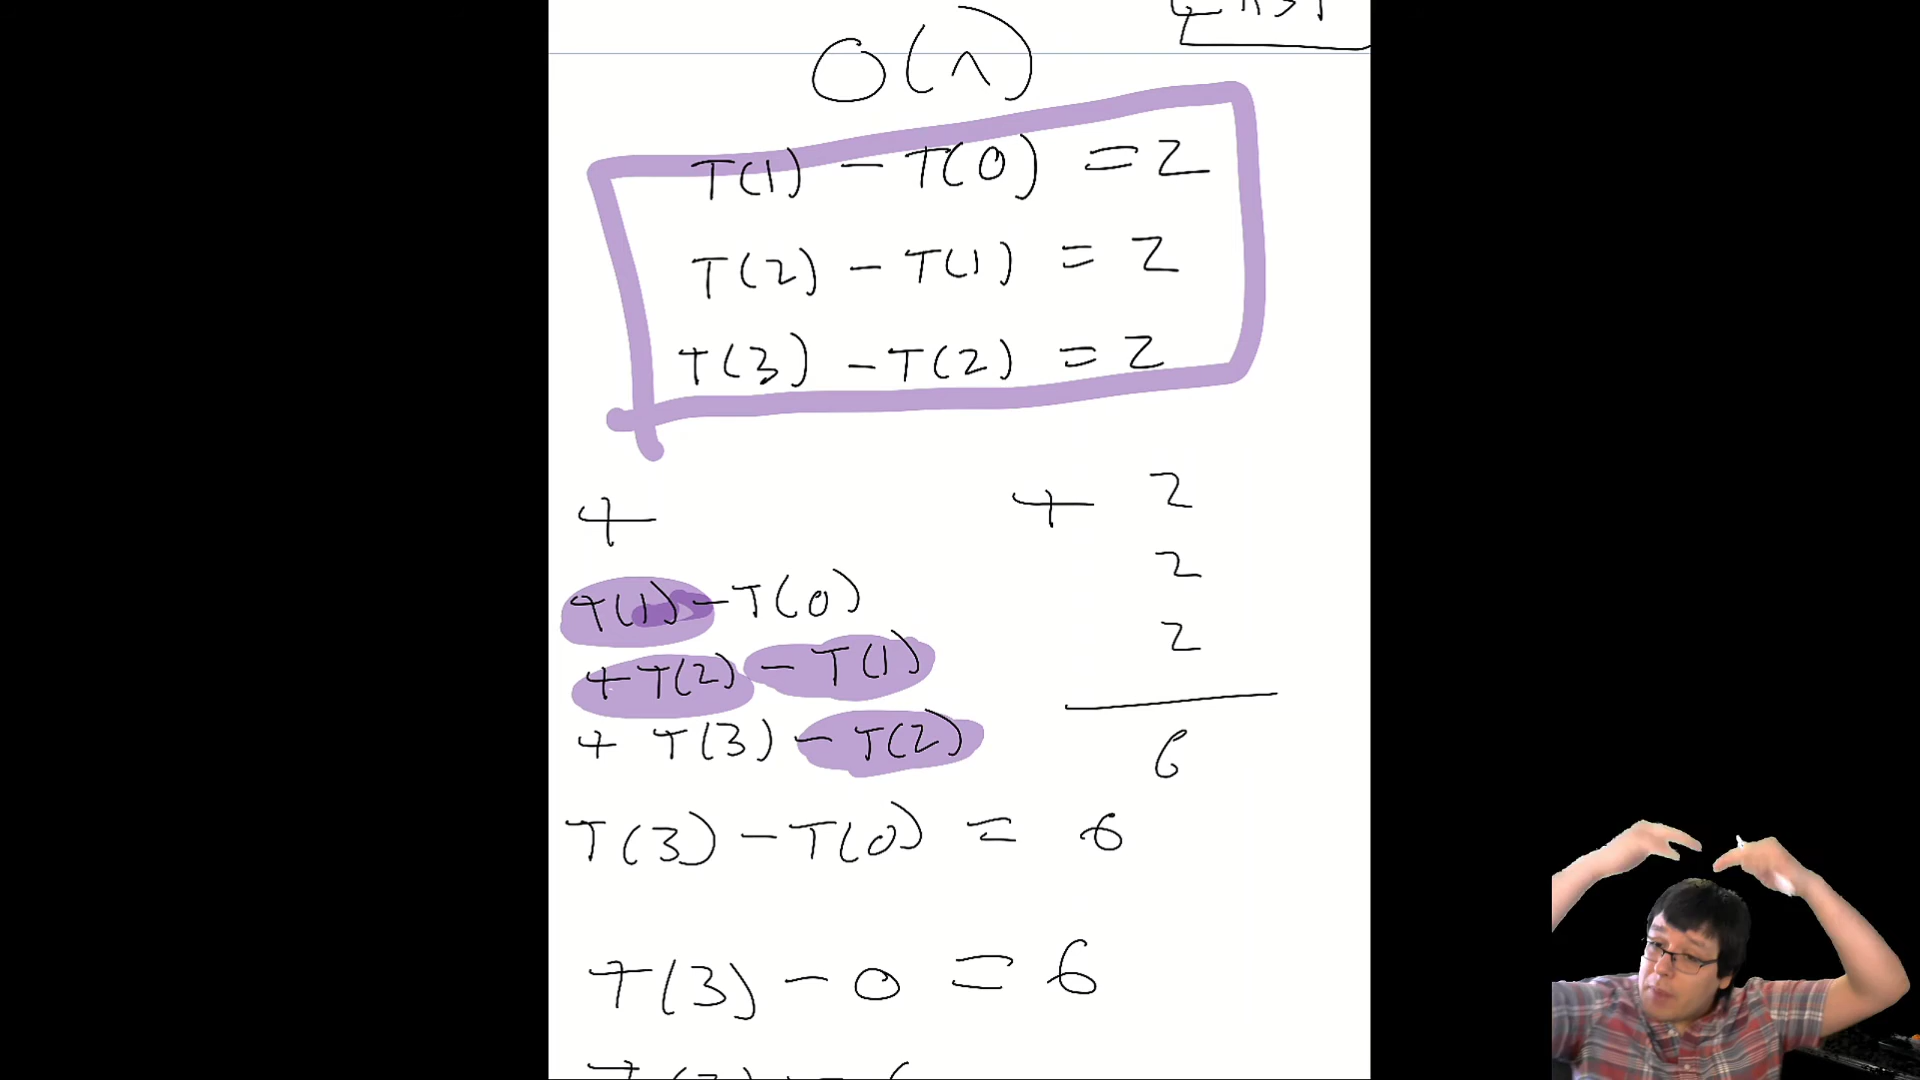 O(n)
T(1) - T(0) = 2
T(2) - T(1) = 2
T(3) - T(2) = 2
+
T(1) - T(0)
+ T(2) - T(1)
+ T(3) - T(2)
+ 2
2
2
6
T(3) - T(0) = 6
T(3) - 0 = 6